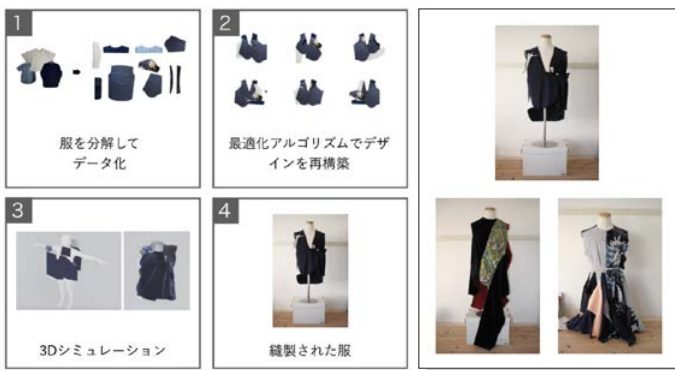 1
服を分解して
データ化
2
最適化アルゴリズムでデザ
インを再構築
3
3Dシミュレーション
4
縫製された服